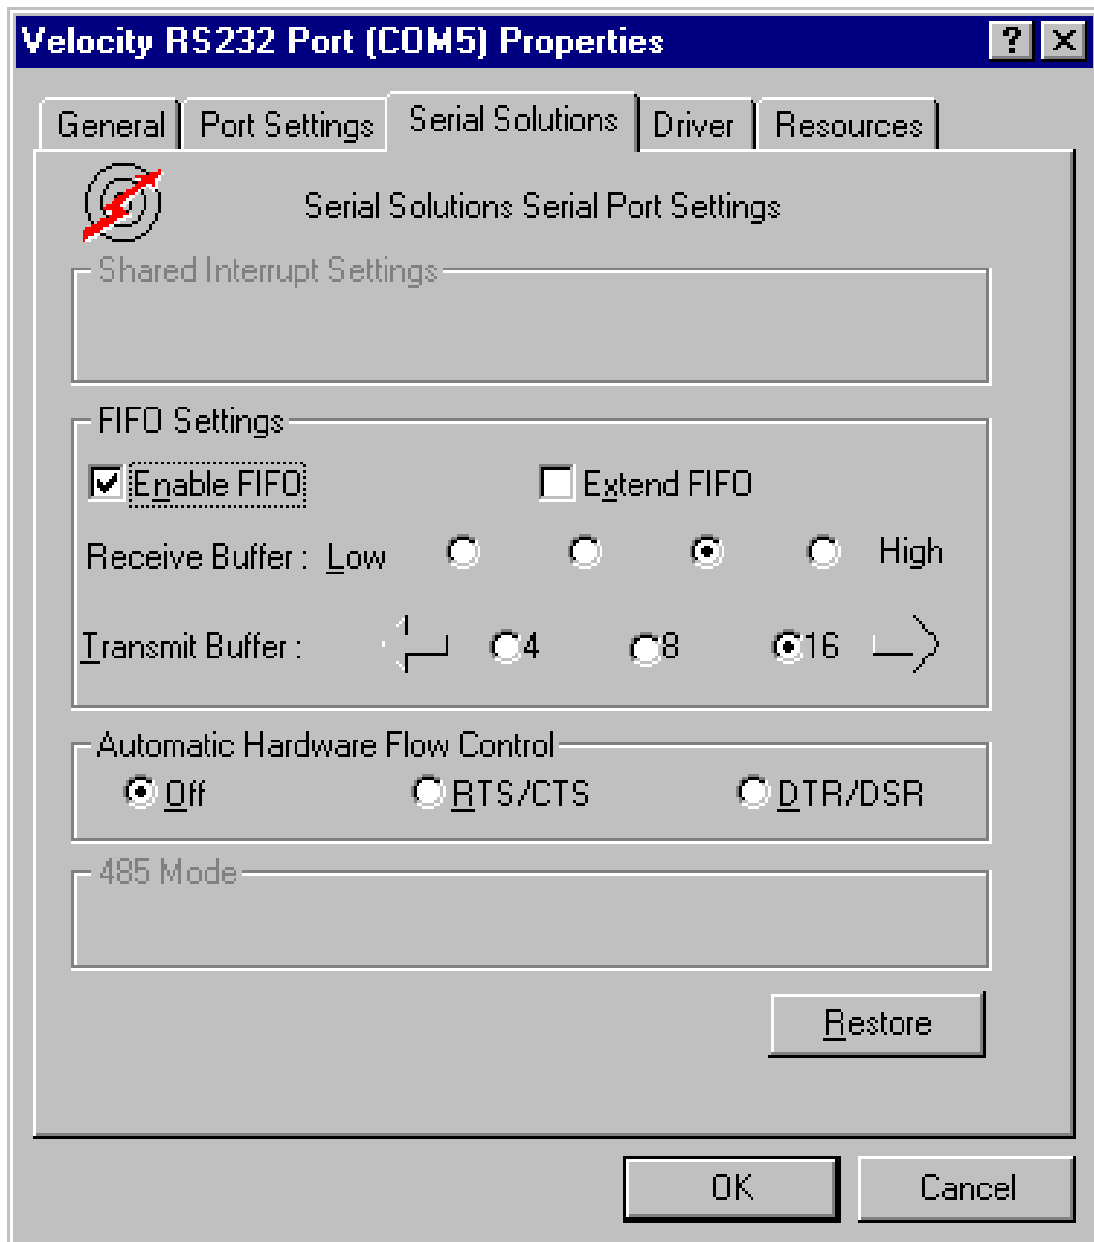 Velocity RS232 Port (COM5) Properties
General Port Settings Serial Solutions Driver Resources
Serial Solutions Serial Port Settings
Shared Interrupt Settings
FIFO Settings
Enable FIFO Extend FIFO
Receive Buffer : Low High
Transmit Buffer : 4 8 16
Automatic Hardware Flow Control
Off RTS/CTS DTR/DSR
485 Mode
Restore
OK Cancel